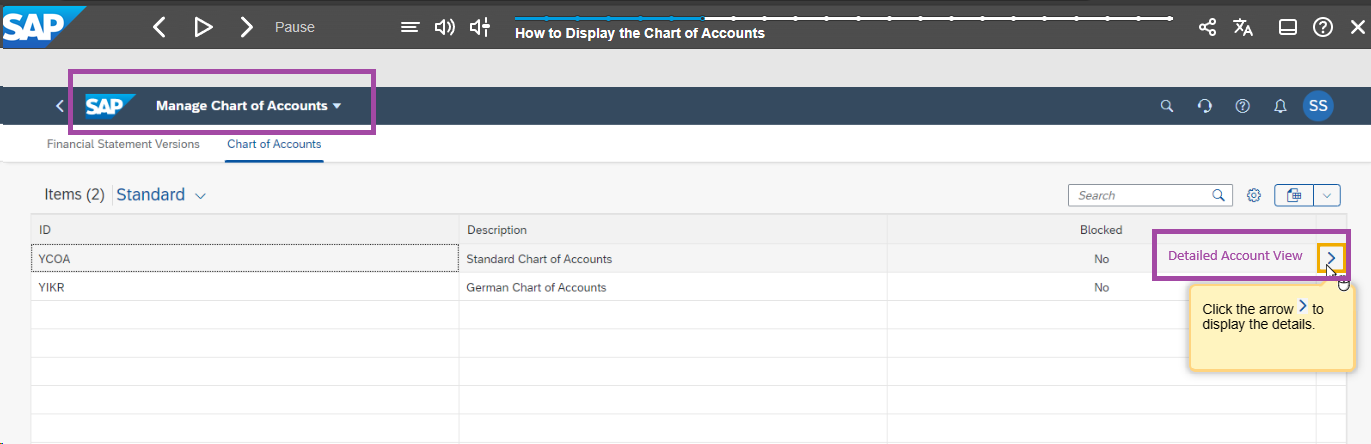 SAP
Pause
How to Display the Chart of Accounts
SAP
Manage Chart of Accounts
SS
Financial Statement Versions
Chart of Accounts
Items (2)
Standard
Search
ID
Description
Blocked
YCOA
Standard Chart of Accounts
No
Detailed Account View
YIKR
German Chart of Accounts
No
Click the arrow > to
display the details.